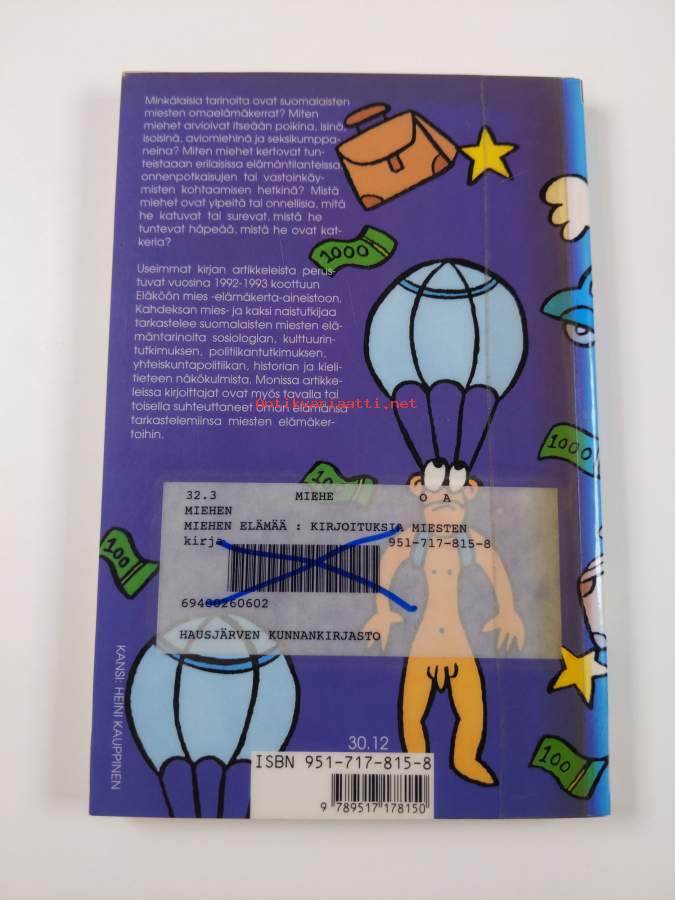 Minkälaisia tarinoita ovat suomalaisten
miesten omaelämäkerrat? Miten
miehet arvioivat itseään poikina, isinä,
isoisinä, aviomiehinä ja seksikumppa-
neina? Miten miehet kertovat tun-
teistaaan erilaisissa elämäntilanteissa,
onnenpotkaisujen tai vastoinkäy-
misten kohtaamisen hetkinä? Mistä
miehet ovat ylpeitä tai onnellisia, mitä
he katuvat tai surevat, mistä he
tuntevat häpeää, mistä he ovat kat-
keria?
Useimmat kirjan artikkeleista perus-
tuvat vuosina 1992-1993 koottuun
Eläköön mies -elämäkerta-aineistoon.
Kahdeksan mies- ja kaksi naistutkijaa
tarkastelee suomalaisten miesten elä-
mäntarinoita sosiologian, kulttuurin-
tutkimuksen, politiikantutkimuksen,
yhteiskuntapolitiikan, historian ja kieli-
tieteen näkökulmista. Monissa artikke-
leissa kirjoittajat ovat myös tavalla tai
toisella suhteuttaneet oman elämänsä
tarkastelemiinsa miesten elämäker-
toihin.
Antikvariaatti.net
1000
1000
100
100
100
32.3 MIEHE O A
MIEHEN
MIEHEN ELÄMÄÄ : KIRJOITUKSIA MIESTEN
kirja 951-717-815-8
69400260602
HAUSJÄRVEN KUNNANKIRJASTO
KANSI: HEINI KAUPPINEN
30.12
ISBN 951-717-815-8
9 789517 178150